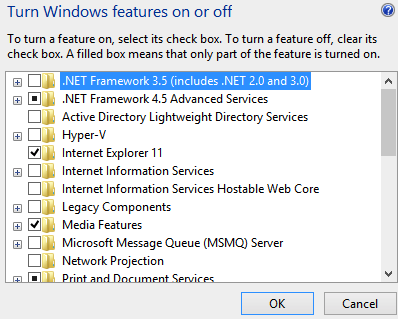 Turn Windows features on or off
To turn a feature on, select its check box. To turn a feature off, clear its
check box. A filled box means that only part of the feature is turned on.
.NET Framework 3.5 (includes .NET 2.0 and 3.0)
.NET Framework 4.5 Advanced Services
Active Directory Lightweight Directory Services
Hyper-V
Internet Explorer 11
Internet Information Services
Internet Information Services Hostable Web Core
Legacy Components
Media Features
Microsoft Message Queue (MSMQ) Server
Network Projection
Print and Document Services
OK
Cancel